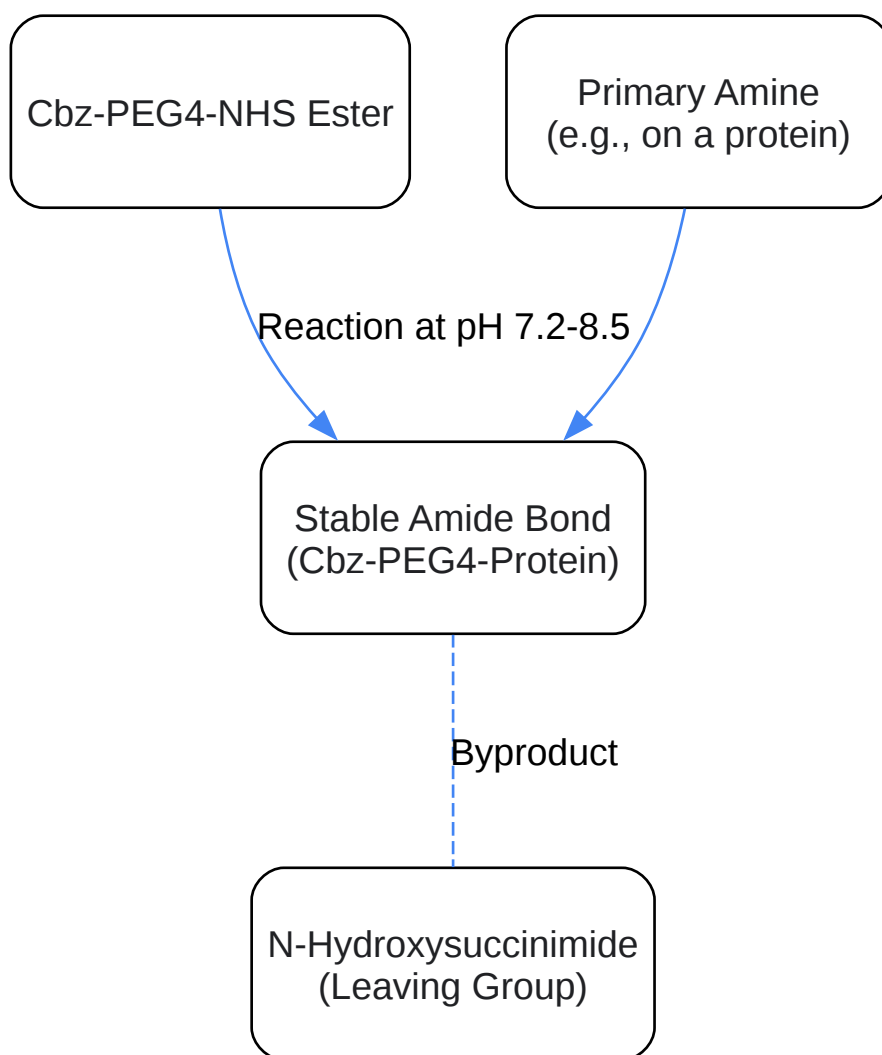 Cbz-PEG4-NHS Ester
Primary Amine
(e.g., on a protein)
Reaction at pH 7.2-8.5
Stable Amide Bond
(Cbz-PEG4-Protein)
Byproduct
N-Hydroxysuccinimide
(Leaving Group)